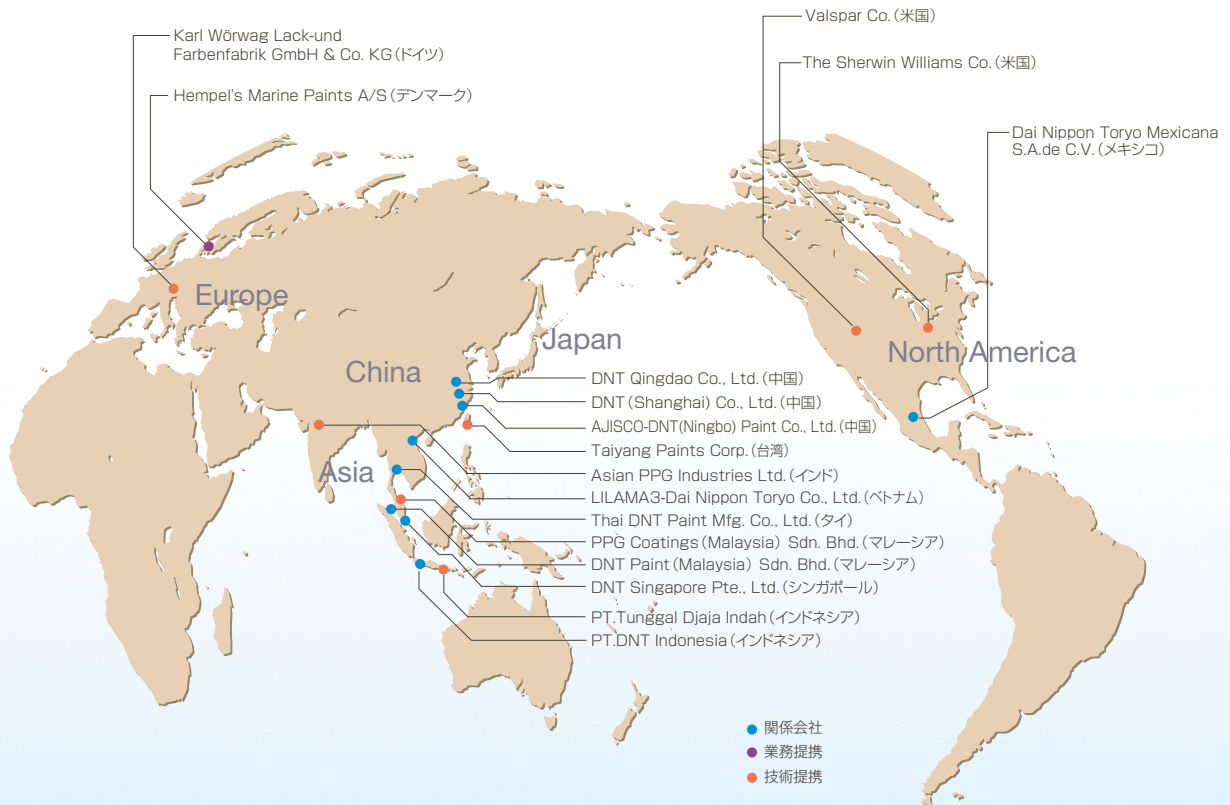 Valspar Co.(米国)
Karl Wörwag Lack-und
Farbenfabrik GmbH & Co. KG(ドイツ)
The Sherwin Williams Co.(米国)
Hempel's Marine Paints A/S(デンマーク)
Dai Nippon Toryo Mexicana
S.A.de C.V.(メキシコ)
Europe
Japan
North America
China
Asia
DNT Qingdao Co., Ltd.(中国)
DNT(Shanghai) Co., Ltd.(中国)
AJISCO-DNT(Ningbo) Paint Co., Ltd.(中国)
Taiyang Paints Corp.(台湾)
Asian PPG Industries Ltd.(インド)
LILAMA3-Dai Nippon Toryo Co., Ltd.(ベトナム)
Thai DNT Paint Mfg. Co., Ltd.(タイ)
PPG Coatings(Malaysia) Sdn. Bhd.(マレーシア)
DNT Paint(Malaysia) Sdn. Bhd.(マレーシア)
DNT Singapore Pte., Ltd.(シンガポール)
PT.Tunggal Djaja Indah(インドネシア)
PT.DNT Indonesia(インドネシア)
関係会社
業務提携
技術提携